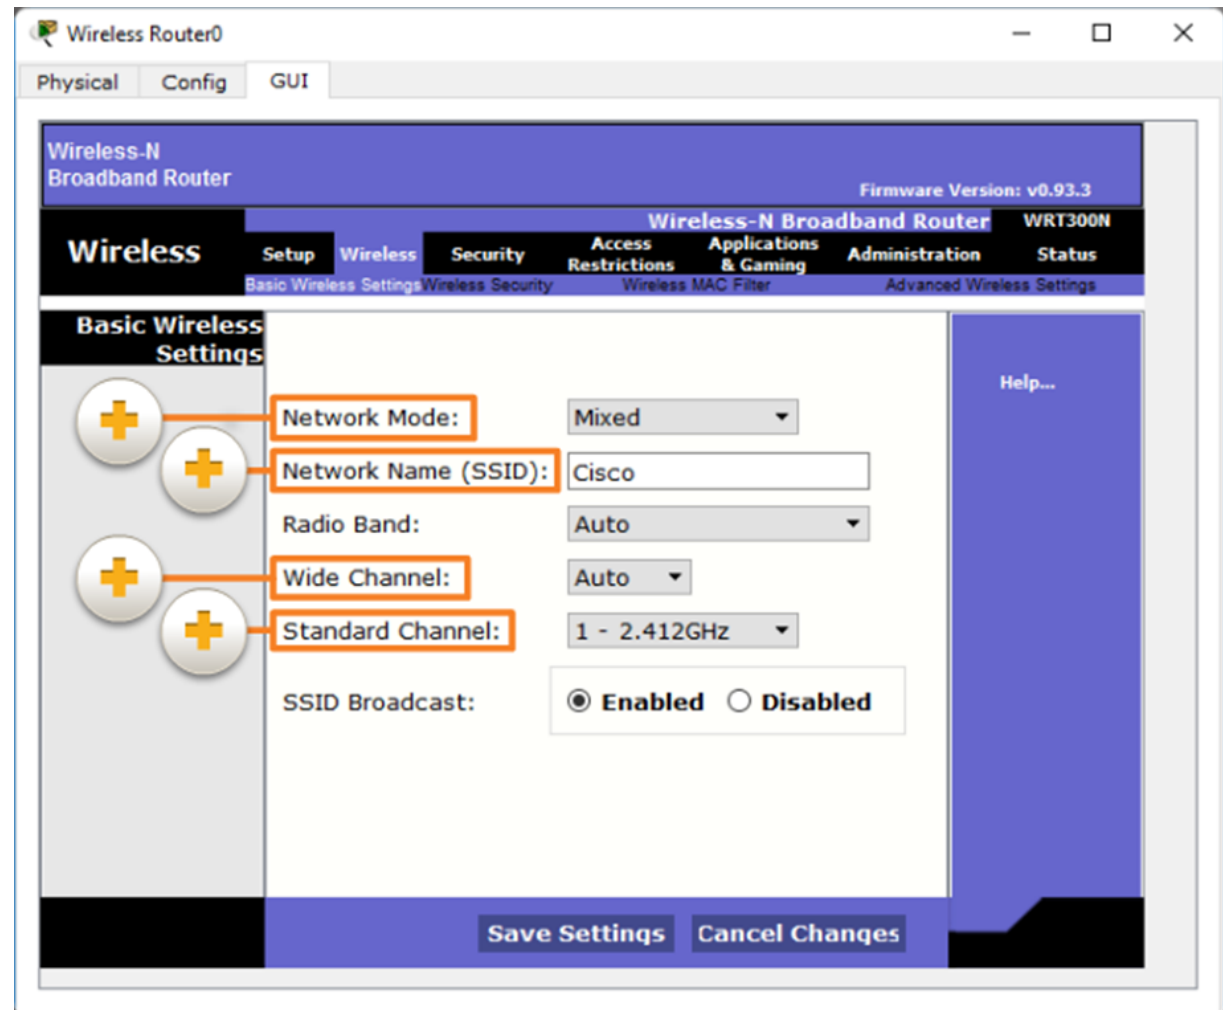 Wireless Router0
Physical Config GUI
Wireless-N
Broadband Router
Firmware Version: v0.93.3
Wireless-N Broadband Router WRT300N
Wireless
Setup Wireless Security Access Restrictions Applications & Gaming Administration Status
Basic Wireless Settings Wireless Security Wireless MAC Filter Advanced Wireless Settings
Basic Wireless
Settings
Help...
Network Mode: Mixed
Network Name (SSID): Cisco
Radio Band: Auto
Wide Channel: Auto
Standard Channel: 1 - 2.412GHz
SSID Broadcast: Enabled Disabled
Save Settings Cancel Changes